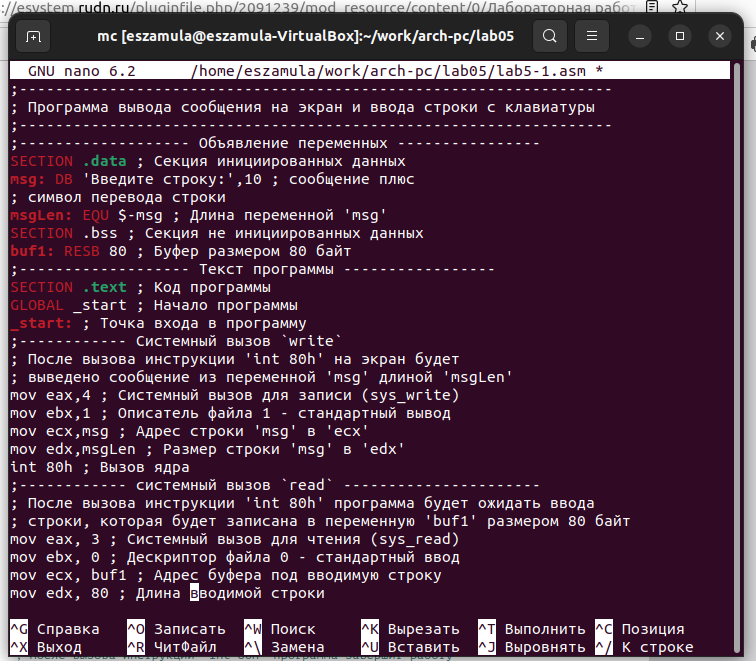 ://esystem.rudn.ru/pluginfile.php/2091239/mod_resource/content/0/Лабораторная рабо
mc [eszamula@eszamula-VirtualBox]:~/work/arch-pc/lab05
GNU nano 6.2 /home/eszamula/work/arch-pc/lab05/lab5-1.asm *
;------------------------------------------------------------------
; Программа вывода сообщения на экран и ввода строки с клавиатуры
;------------------------------------------------------------------
;------------------- Объявление переменных ----------------
SECTION .data ; Секция инициированных данных
msg: DB 'Введите строку:',10 ; сообщение плюс
; символ перевода строки
msgLen: EQU $-msg ; Длина переменной 'msg'
SECTION .bss ; Секция не инициированных данных
buf1: RESB 80 ; Буфер размером 80 байт
;------------------- Текст программы -----------------
SECTION .text ; Код программы
GLOBAL _start ; Начало программы
_start: ; Точка входа в программу
;------------ Cистемный вызов `write`
; После вызова инструкции 'int 80h' на экран будет
; выведено сообщение из переменной 'msg' длиной 'msgLen'
mov eax,4 ; Системный вызов для записи (sys_write)
mov ebx,1 ; Описатель файла 1 - стандартный вывод
mov ecx,msg ; Адрес строки 'msg' в 'ecx'
mov edx,msgLen ; Размер строки 'msg' в 'edx'
int 80h ; Вызов ядра
;------------ системный вызов `read` ----------------------
; После вызова инструкции 'int 80h' программа будет ожидать ввода
; строки, которая будет записана в переменную 'buf1' размером 80 байт
mov eax, 3 ; Системный вызов для чтения (sys_read)
mov ebx, 0 ; Дескриптор файла 0 - стандартный ввод
mov ecx, buf1 ; Адрес буфера под вводимую строку
mov edx, 80 ; Длина вводимой строки
^G Справка ^O Записать ^W Поиск ^K Вырезать ^T Выполнить ^C Позиция
^X Выход ^R ЧитФайл ^\ Замена ^U Вставить ^J Выровнять ^/ К строке